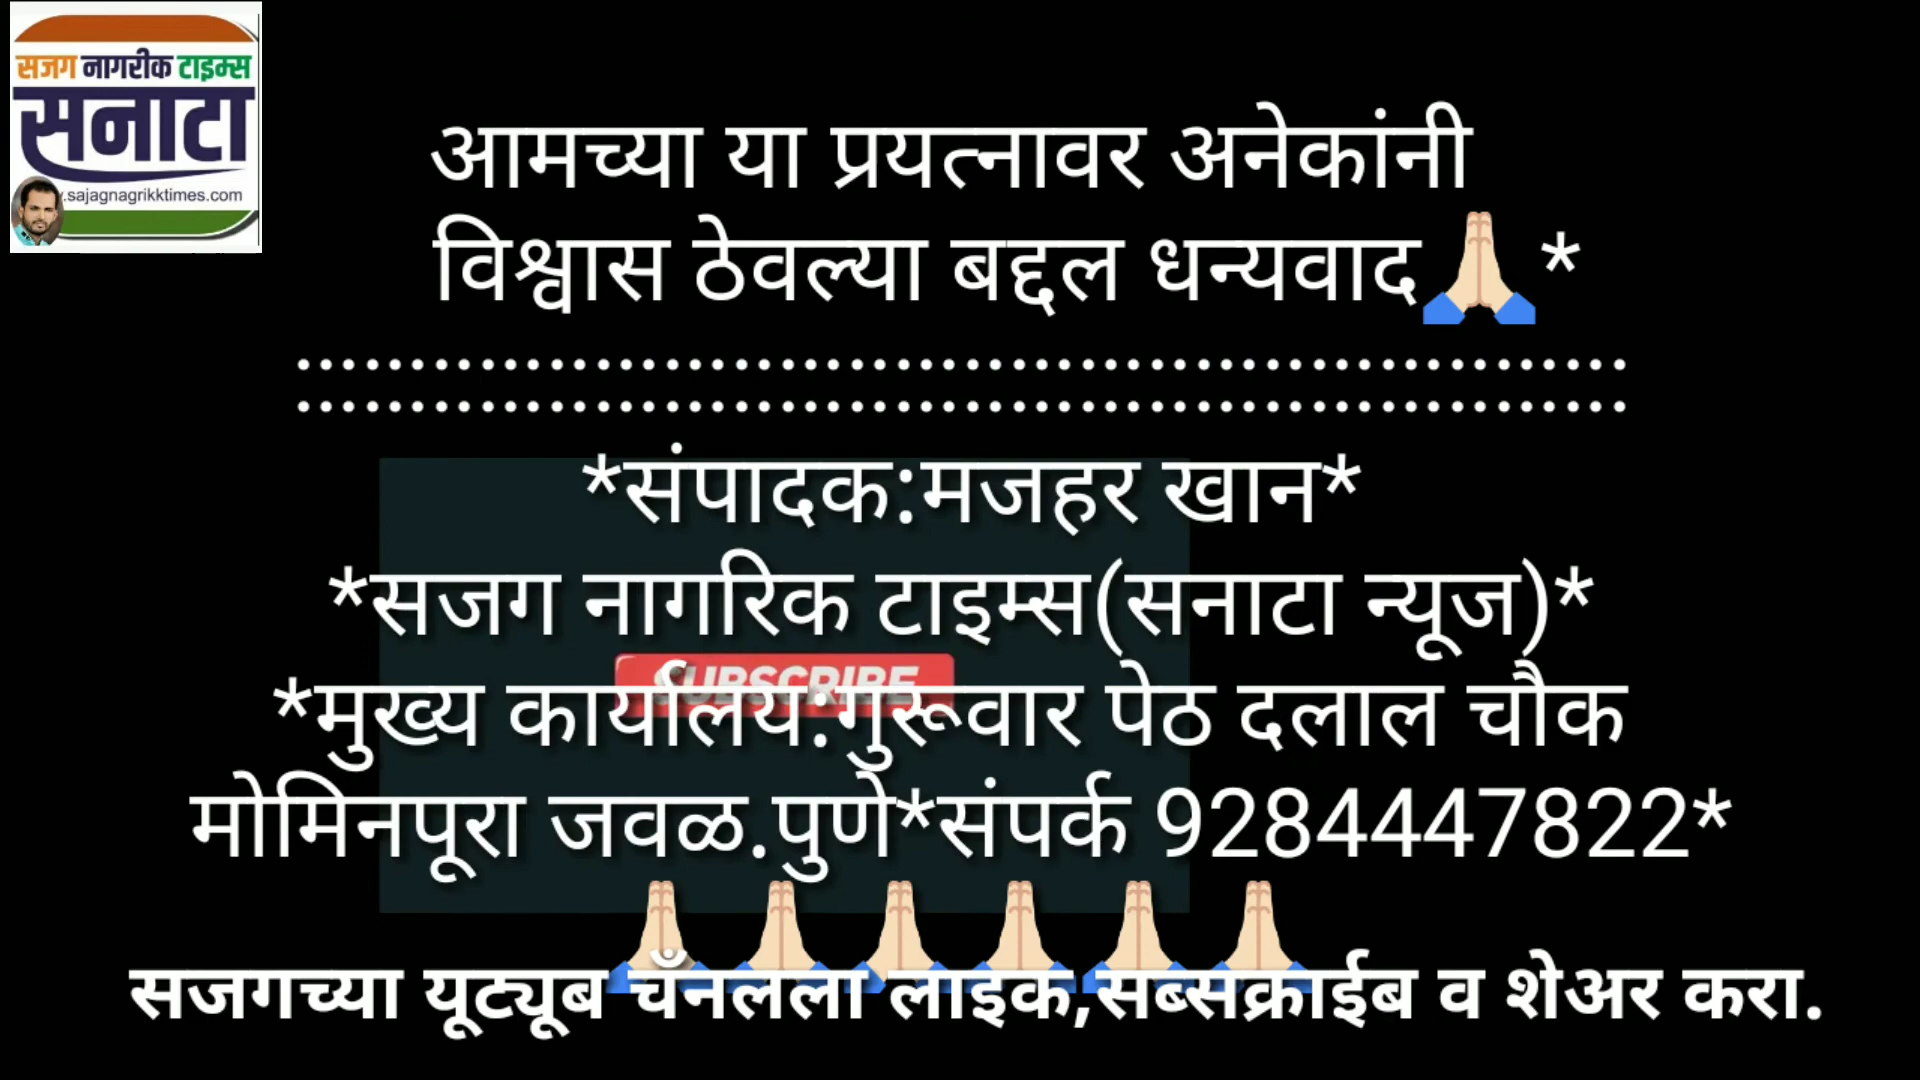 सजग नागरीक टाइम्स
सनाटा
.sajagnagrikktimes.com
आमच्या या प्रयत्नावर अनेकांनी
विश्वास ठेवल्या बद्दल धन्यवाद🙏🏻*
::::::::::::::::::::::::::::::::::::::::::::::::::::::::::
*संपादक:मजहर खान*
*सजग नागरिक टाइम्स(सनाटा न्यूज)*
SUBSCRIBE
*मुख्य कार्यालय:गुरूवार पेठ दलाल चौक
मोमिनपूरा जवळ.पुणे*संपर्क 9284447822*
🙏🏻🙏🏻🙏🏻🙏🏻🙏🏻🙏🏻
सजगच्या यूट्यूब चॅंनलला लाइक,सब्सक्राईब व शेअर करा.